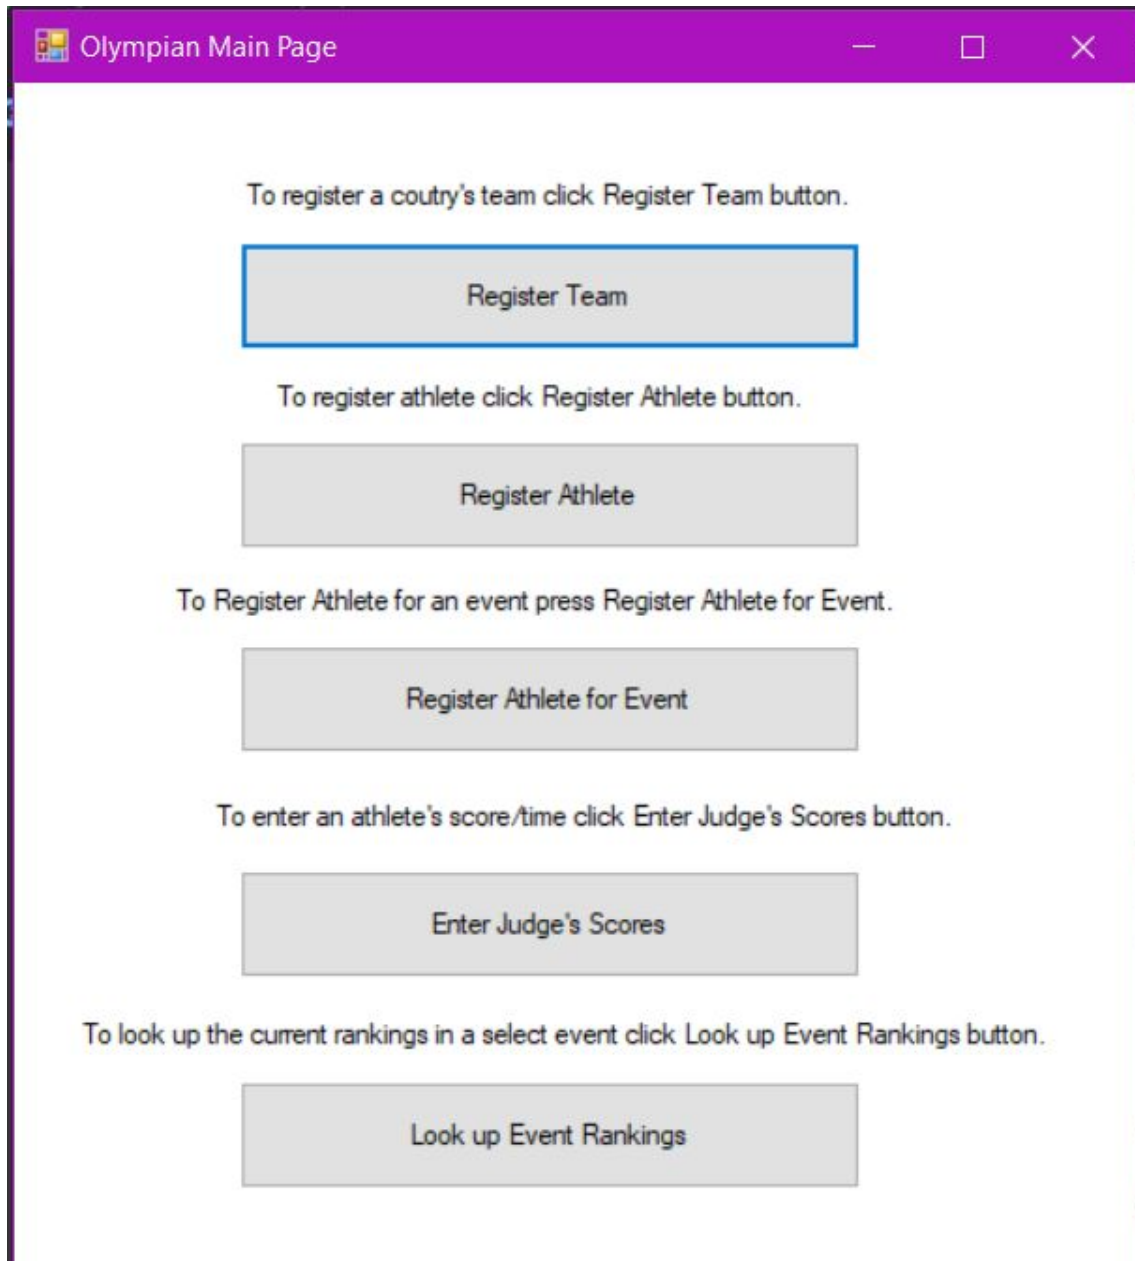 Olympian Main Page
To register a coutry's team click Register Team button.
Register Team
To register athlete click Register Athlete button.
Register Athlete
To Register Athlete for an event press Register Athlete for Event.
Register Athlete for Event
To enter an athlete's score/time click Enter Judge's Scores button.
Enter Judge's Scores
To look up the current rankings in a select event click Look up Event Rankings button.
Look up Event Rankings